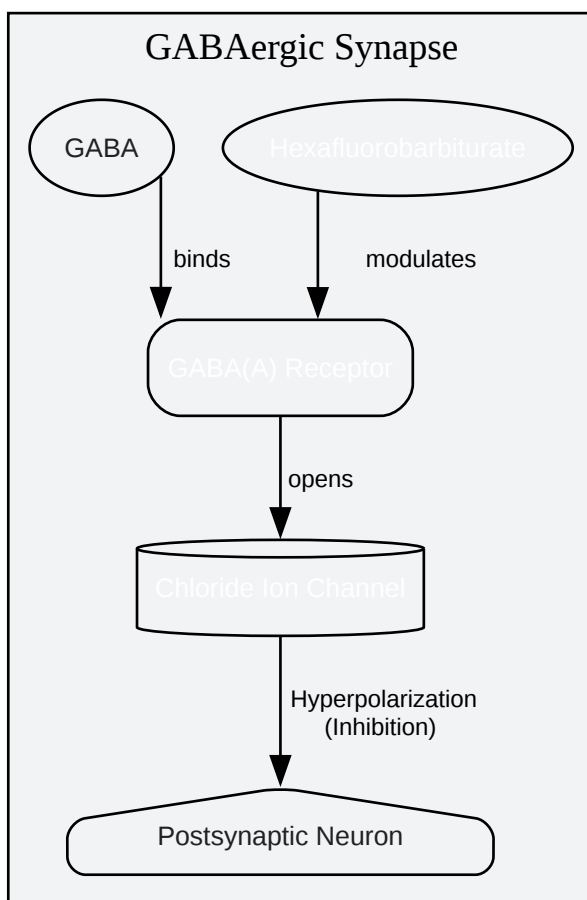 GABAergic Synapse
GABA
Hexafluorobarbiturate
binds
modulates
GABA(A) Receptor
opens
Chloride Ion Channel
Hyperpolarization
(Inhibition)
Postsynaptic Neuron